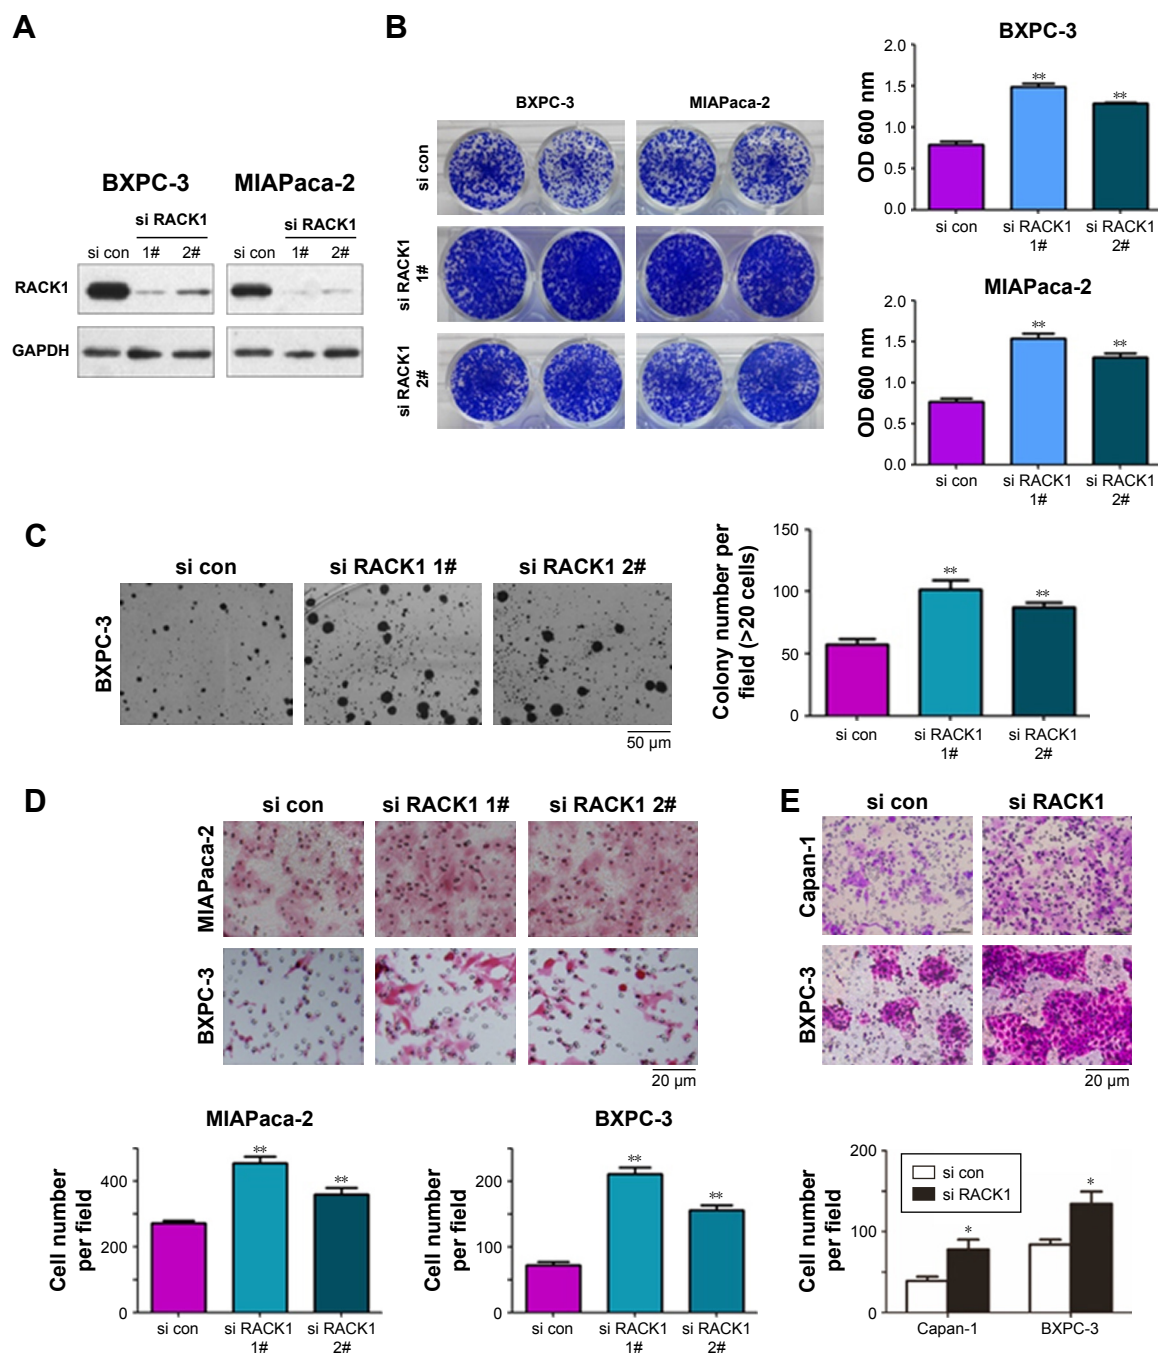 A
BXPC-3
MIAPaca-2
si RACK1
si RACK1
si con
1#
2#
si con
1#
2#
RACK1
GAPDH
B
BXPC-3
MIAPaca-2
si con
si RACK1
1#
si RACK1
2#
BXPC-3
OD 600 nm
2.0
1.5
1.0
0.5
0.0
**
**
si con
si RACK1
1#
si RACK1
2#
MIAPaca-2
OD 600 nm
2.0
1.5
1.0
0.5
0.0
**
**
si con
si RACK1
1#
si RACK1
2#
C
si con
si RACK1 1#
si RACK1 2#
BXPC-3
50 µm
Colony number per
field (>20 cells)
150
100
50
0
**
**
si con
si RACK1
1#
si RACK1
2#
D
si con
si RACK1 1#
si RACK1 2#
MIAPaca-2
BXPC-3
20 µm
MIAPaca-2
Cell number
per field
400
200
0
**
**
si con
si RACK1
1#
si RACK1
2#
BXPC-3
Cell number
per field
200
100
0
**
**
si con
si RACK1
1#
si RACK1
2#
E
si con
si RACK1
Capan-1
BXPC-3
20 µm
Cell number
per field
200
100
0
si con
si RACK1
*
*
Capan-1
BXPC-3